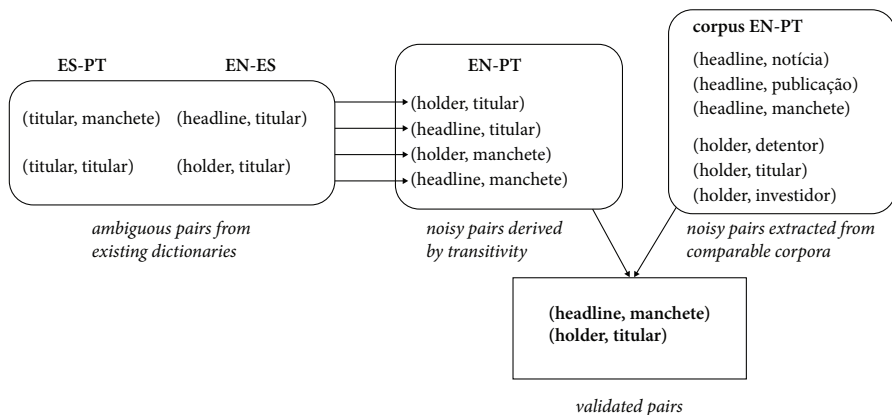 ES-PT
EN-ES
(titular, manchete)
(headline, titular)
(titular, titular)
(holder, titular)
ambiguous pairs from
existing dictionaries
EN-PT
(holder, titular)
(headline, titular)
(holder, manchete)
(headline, manchete)
noisy pairs derived
by transitivity
corpus EN-PT
(headline, notícia)
(headline, publicação)
(headline, manchete)
(holder, detentor)
(holder, titular)
(holder, investidor)
noisy pairs extracted from
comparable corpora
(headline, manchete)
(holder, titular)
validated pairs